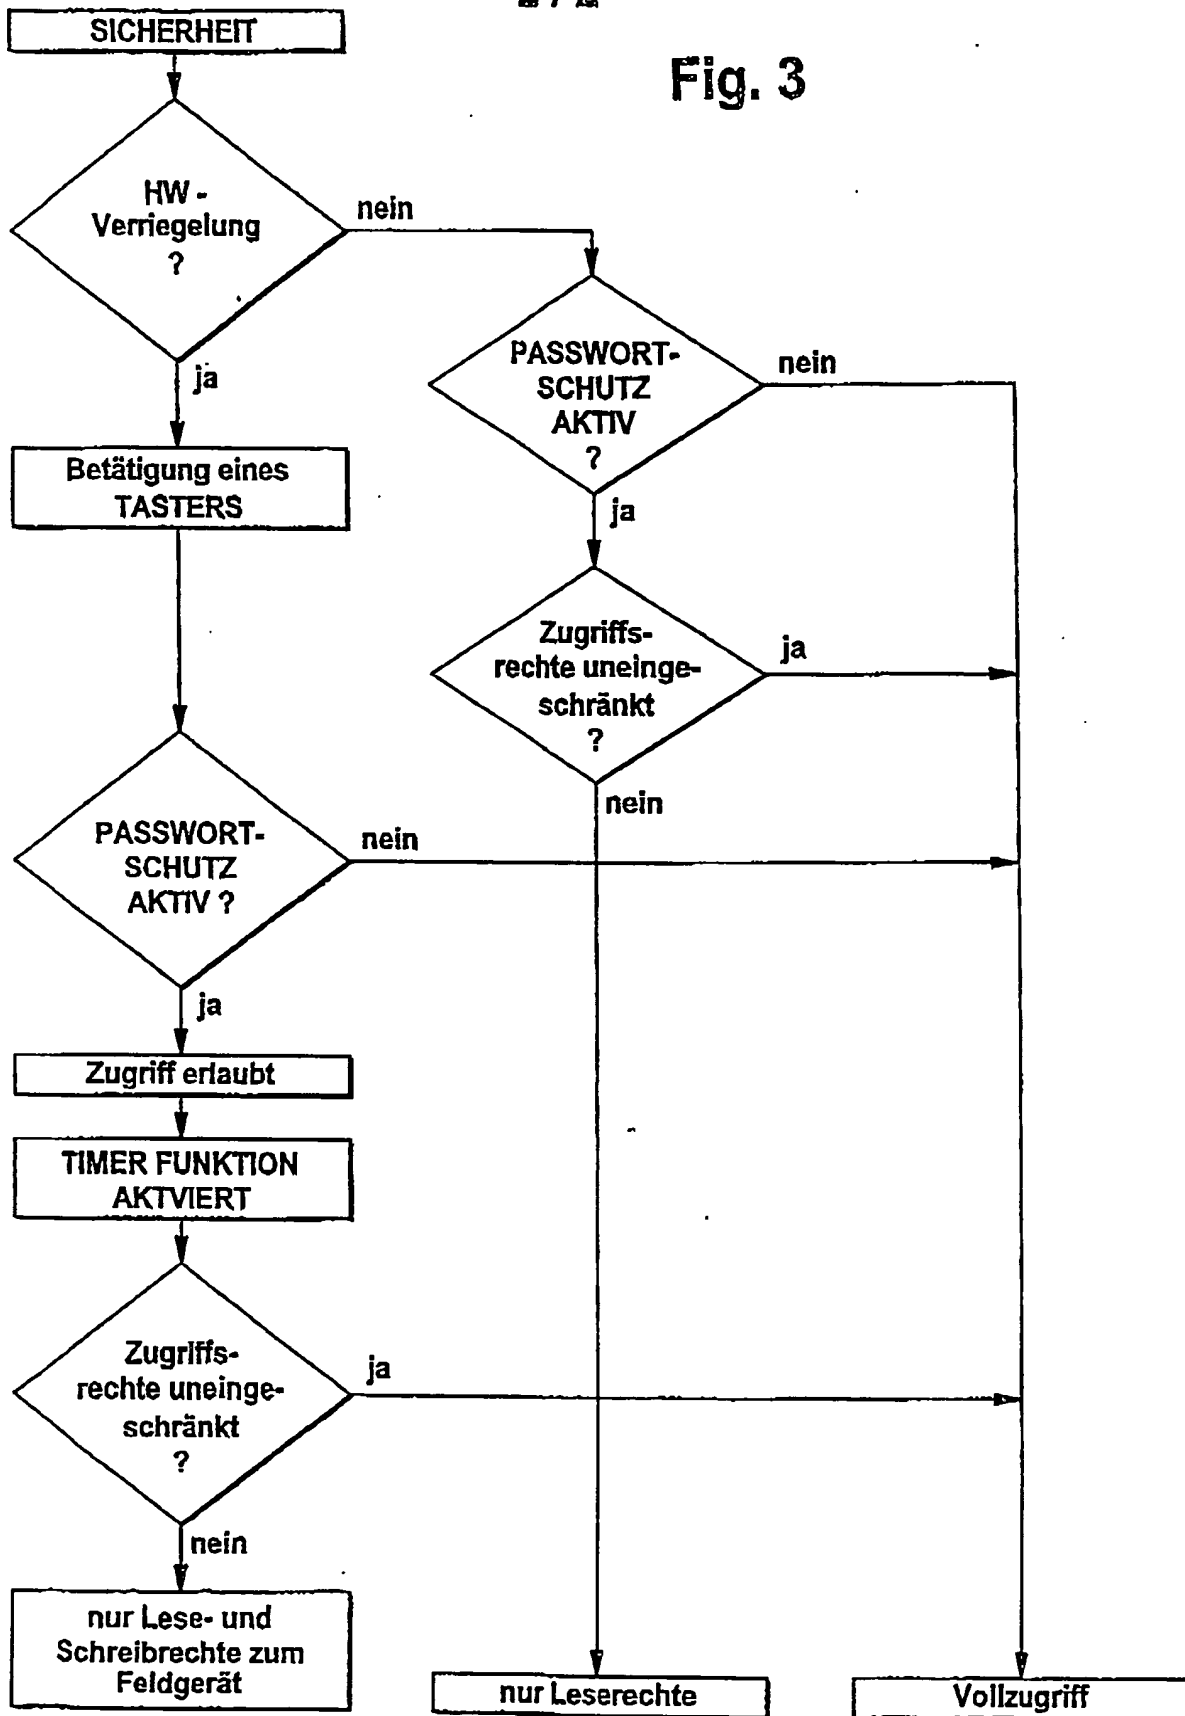 SICHERHEIT
Fig. 3
HW -
Verriegelung
?
nein
ja
PASSWORT-
SCHUTZ
AKTIV
?
nein
ja
Betätigung eines
TASTERS
Zugriffs-
rechte uneinge-
schränkt
?
ja
nein
PASSWORT-
SCHUTZ
AKTIV ?
nein
ja
Zugriff erlaubt
TIMER FUNKTION
AKTVIERT
Zugriffs-
rechte uneinge-
schränkt
?
ja
nein
nur Lese- und
Schreibrechte zum
Feldgerät
nur Leserechte
Vollzugriff